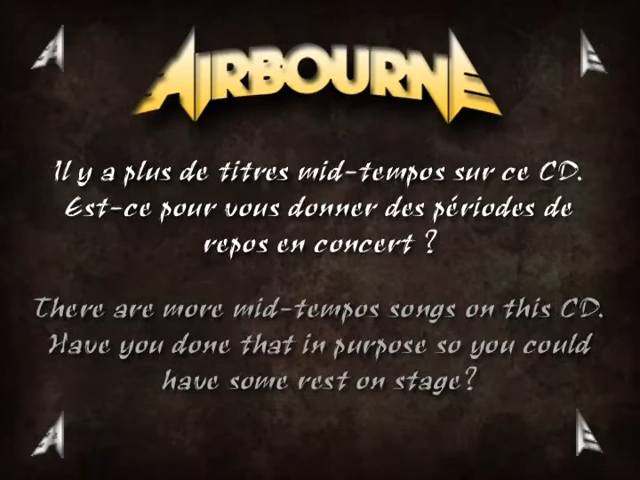 AIRBOURNE
Il y a plus de titres mid-tempos sur ce CD.
Est-ce pour vous donner des périodes de
repos en concert ?
There are more mid-tempos songs on this CD.
Have you done that in purpose so you could
have some rest on stage?